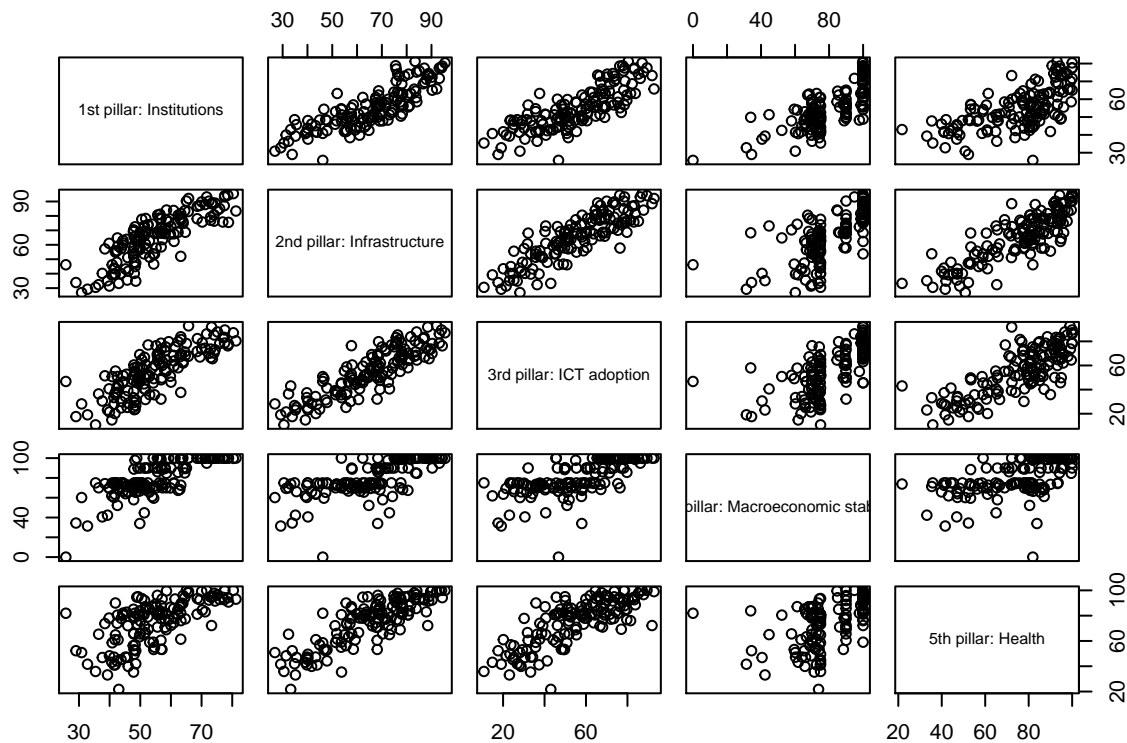 30 50 70 90
0 40 80
1st pillar: Institutions
30 60
30 60 90
2nd pillar: Infrastructure
3rd pillar: ICT adoption
20 60
0 40 100
pillar: Macroeconomic stab
5th pillar: Health
20 60 100
30 50 70
20 60
20 40 60 80